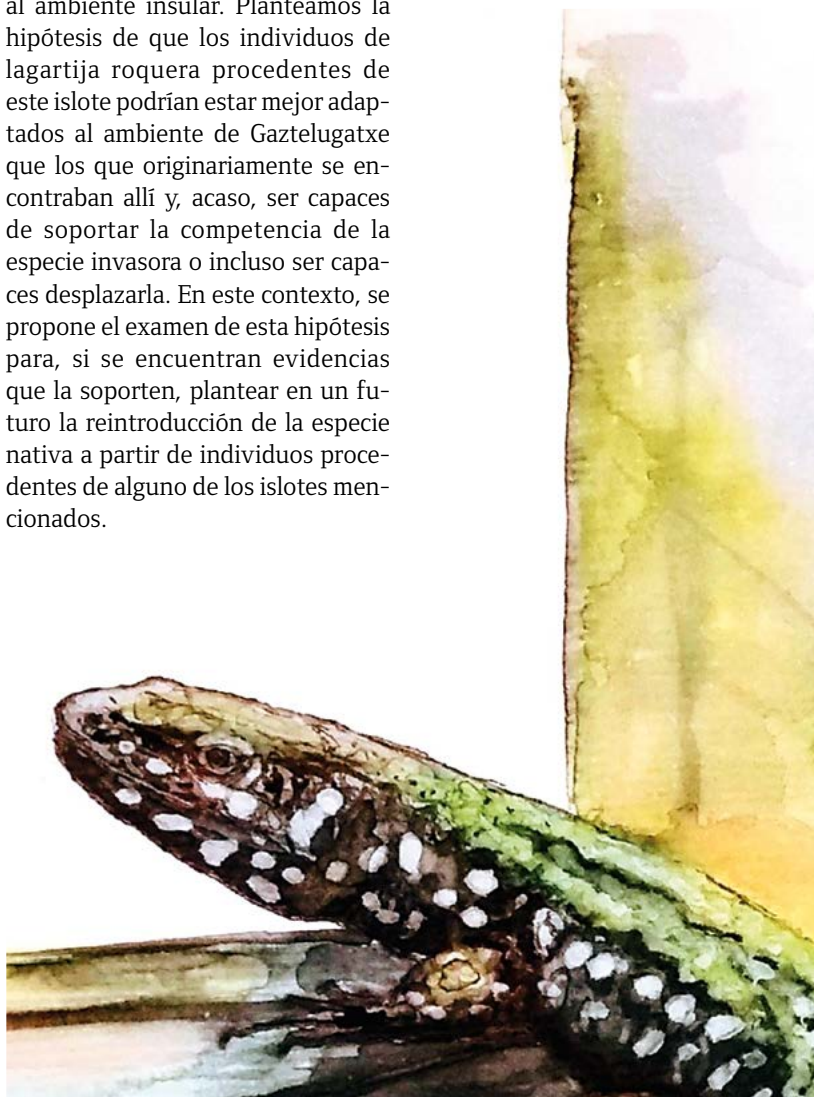 al ambiente insular. Planteamos la
hipótesis de que los individuos de
lagartija roquera procedentes de
este islote podrían estar mejor adap-
tados al ambiente de Gaztelugatxe
que los que originariamente se en-
contraban allí y, acaso, ser capaces
de soportar la competencia de la
especie invasora o incluso ser capa-
ces desplazarla. En este contexto, se
propone el examen de esta hipótesis
para, si se encuentran evidencias
que la soporten, plantear en un fu-
turo la reintroducción de la especie
nativa a partir de individuos proce-
dentes de alguno de los islotes men-
cionados.